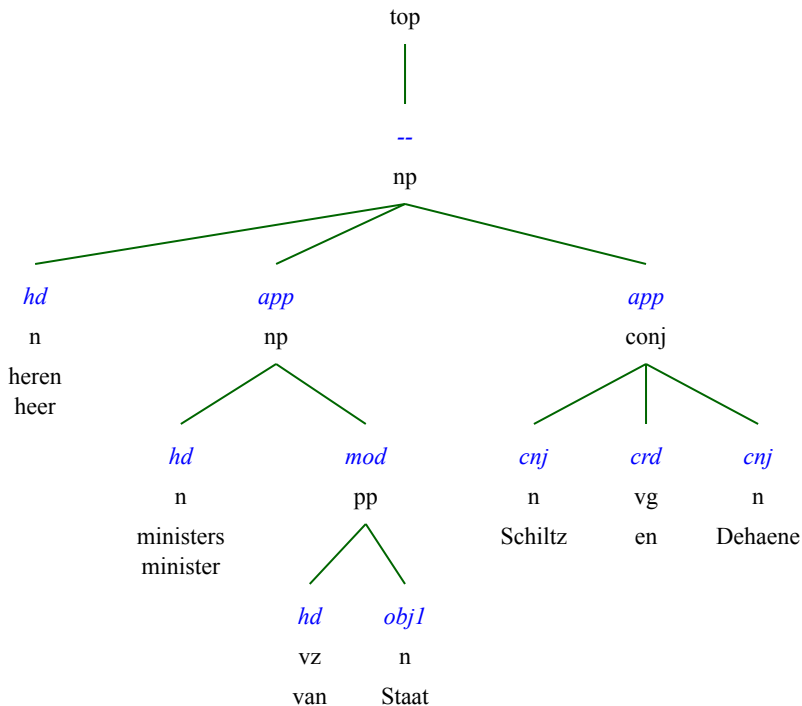 top
--
np
hd app app
n np conj
heren
heer
hd mod cnj crd cnj
n pp n vg n
ministers Schiltz en Dehaene
minister
hd obj1
vz n
van Staat